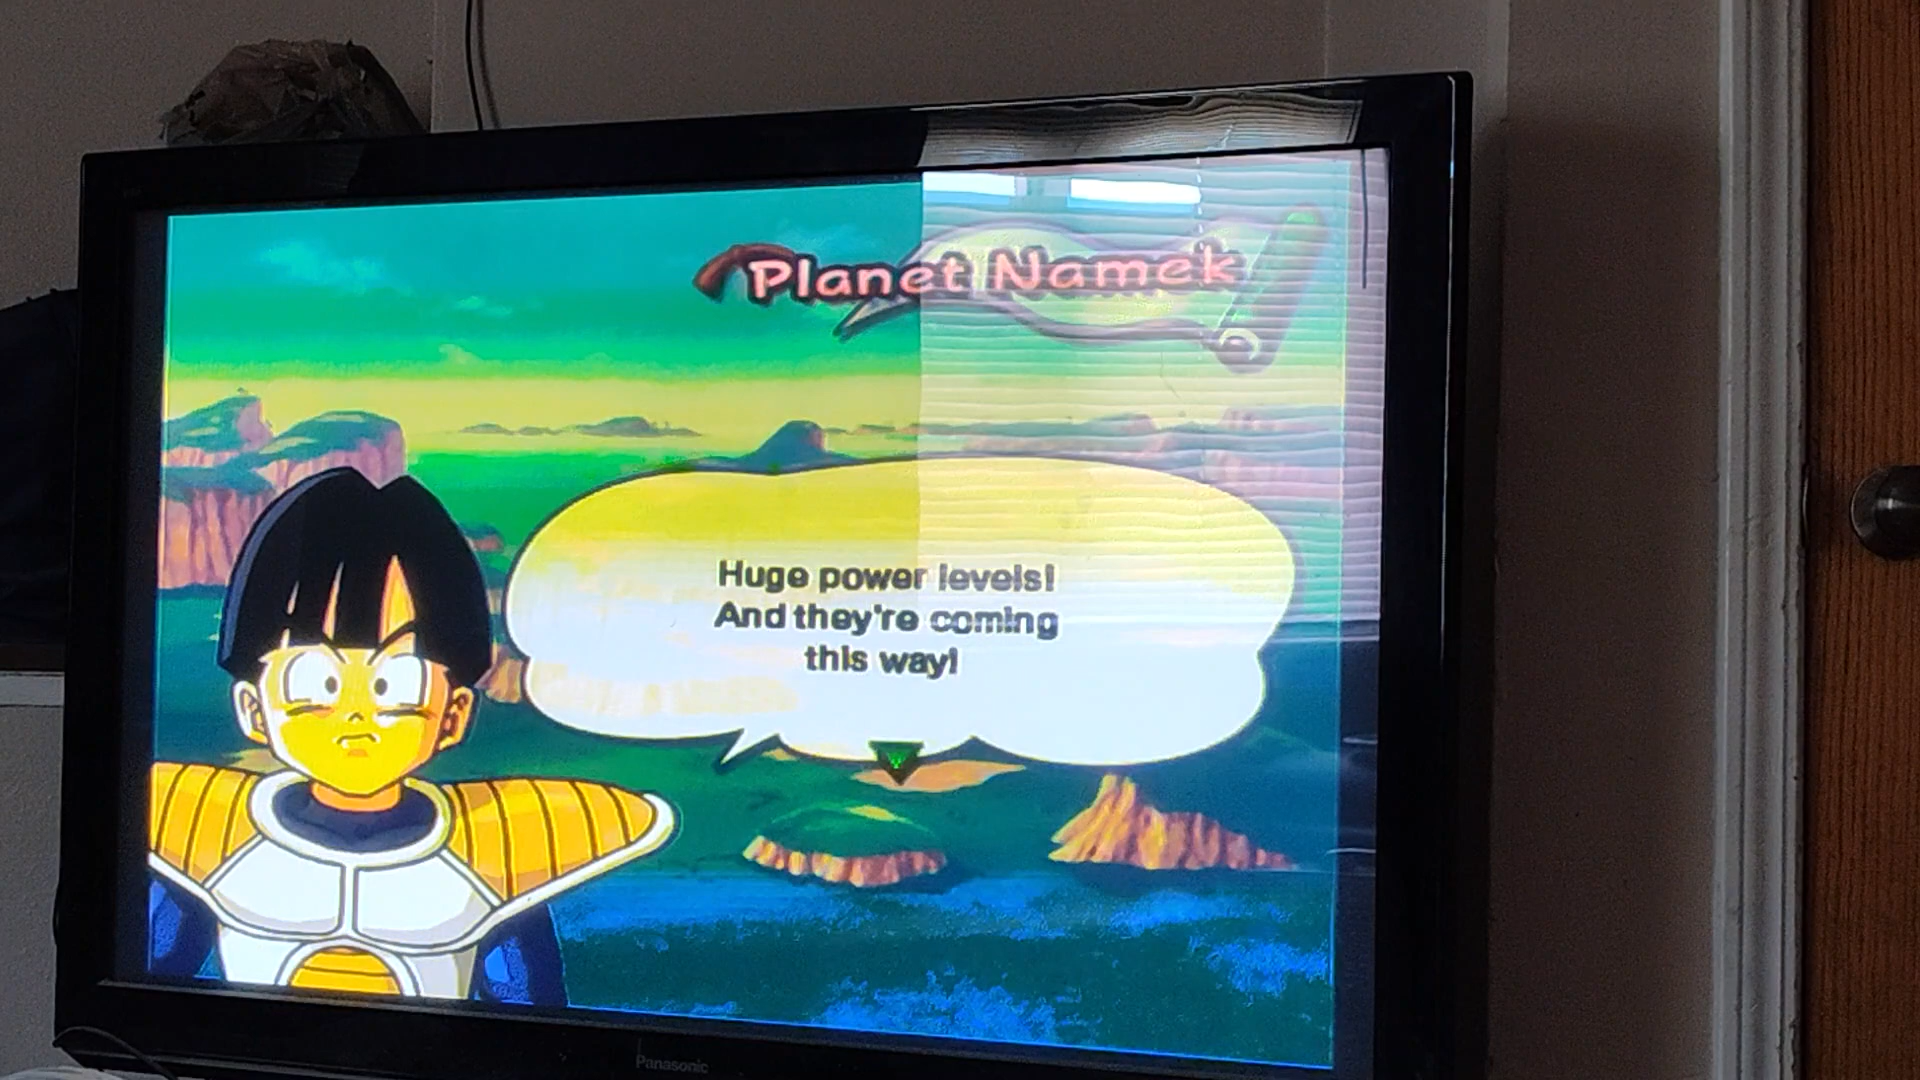 Planet Namek
Huge power levels!
And they're coming
this way!
Panasonic